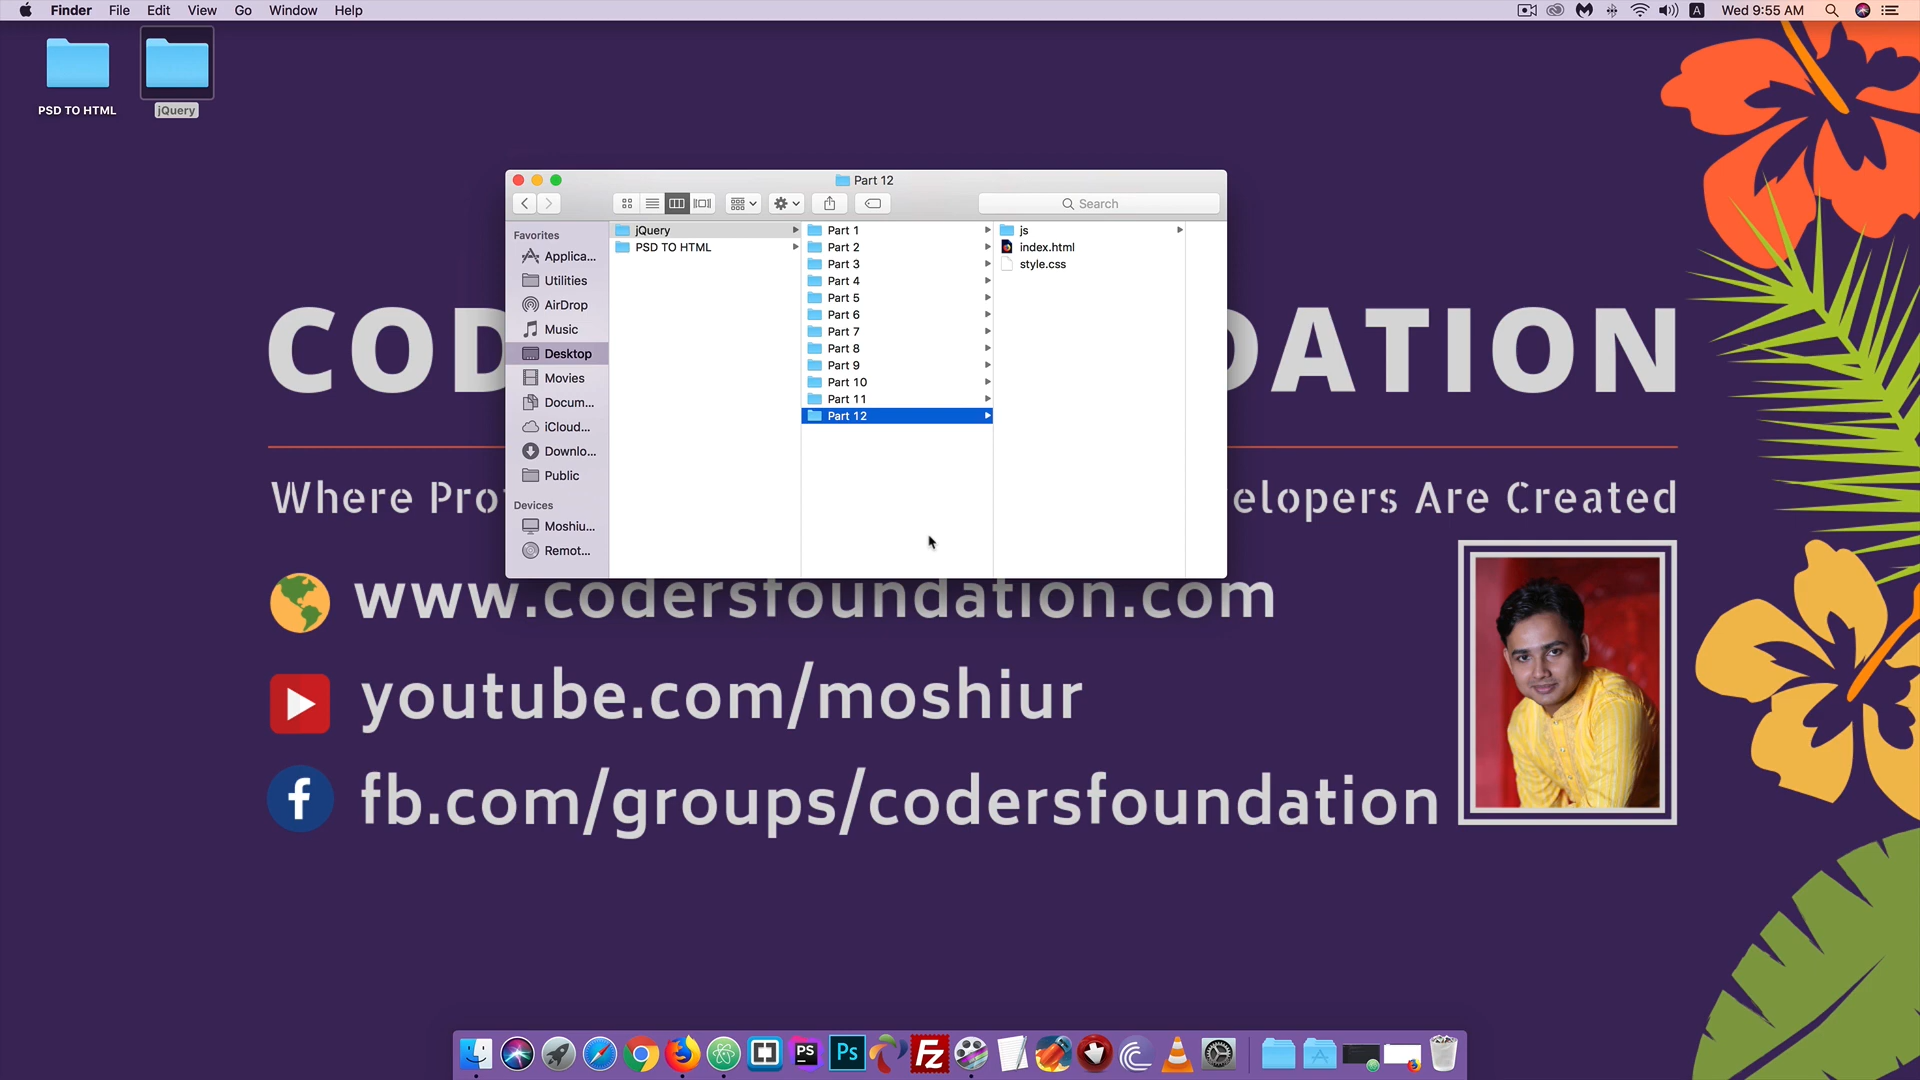 Finder File Edit View Go Window Help
A Wed 9:55 AM
PSD TO HTML
jQuery
Part 12
Search
Favorites
Applica...
Utilities
AirDrop
Music
Desktop
Movies
Docum...
iCloud...
Downlo...
Public
Devices
Moshiu...
Remot...
jQuery
PSD TO HTML
Part 1
Part 2
Part 3
Part 4
Part 5
Part 6
Part 7
Part 8
Part 9
Part 10
Part 11
Part 12
js
index.html
style.css
COD DATION
Where Pro elopers Are Created
www.codersfoundation.com
youtube.com/moshiur
f fb.com/groups/codersfoundation
PS Ps FZ